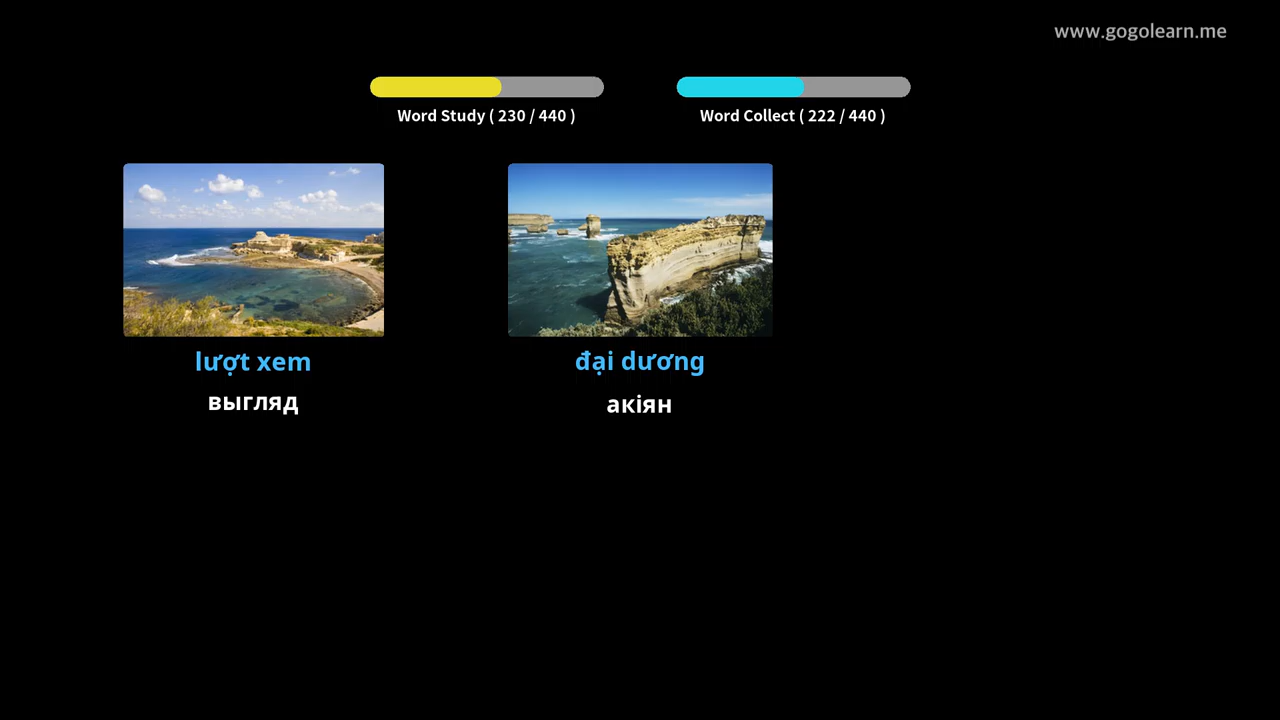 www.gogolearn.me
Word Study ( 230 / 440 )
Word Collect ( 222 / 440 )
lượt xem
выгляд
đại dương
акіян